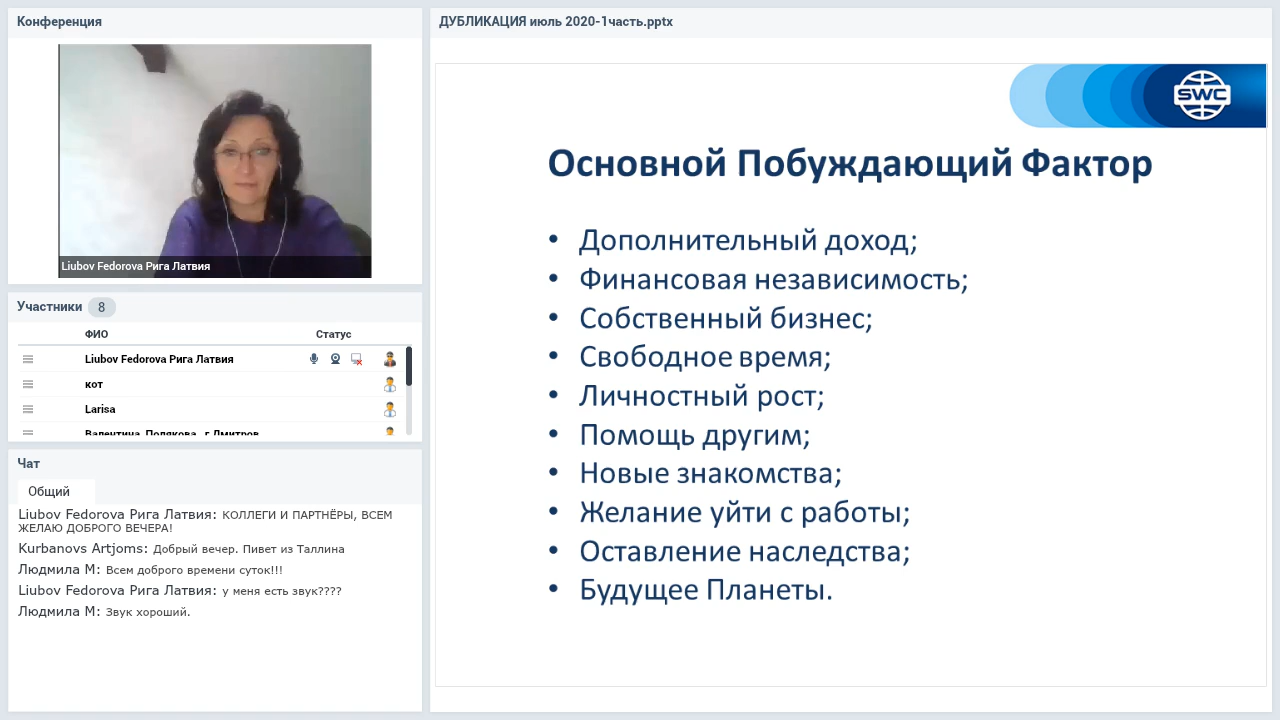 Конференция
Liubov Fedorova Рига Латвия
Участники 8
ФИО Статус
Liubov Fedorova Рига Латвия
кот
Larisa
Валентина Полякова г Дмитров
Чат
Общий
Liubov Fedorova Рига Латвия: КОЛЛЕГИ И ПАРТНЁРЫ, ВСЕМ
ЖЕЛАЮ ДОБРОГО ВЕЧЕРА!
Kurbanovs Artjoms: Добрый вечер. Пивет из Таллина
Людмила М: Всем доброго времени суток!!!
Liubov Fedorova Рига Латвия: у меня есть звук????
Людмила М: Звук хороший.
ДУБЛИКАЦИЯ июль 2020-1часть.pptx
SWC
Основной Побуждающий Фактор
• Дополнительный доход;
• Финансовая независимость;
• Собственный бизнес;
• Свободное время;
• Личностный рост;
• Помощь другим;
• Новые знакомства;
• Желание уйти с работы;
• Оставление наследства;
• Будущее Планеты.